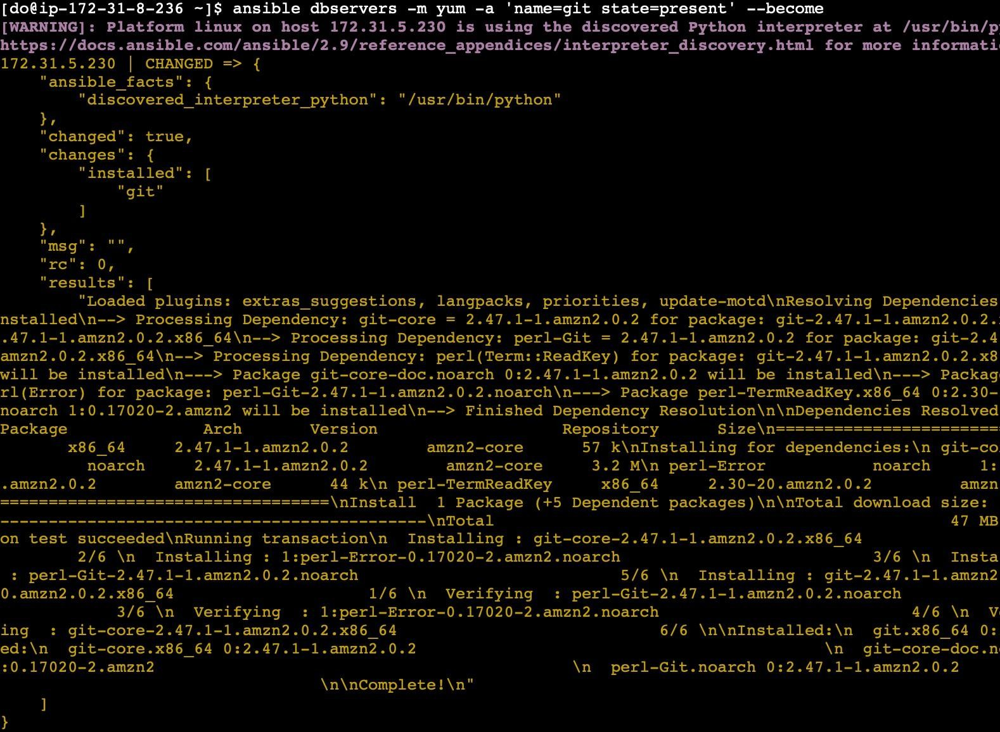 [do@ip-172-31-8-236 ~]$ ansible dbservers -m yum -a 'name=git state=present' --become
[WARNING]: Platform linux on host 172.31.5.230 is using the discovered Python interpreter at /usr/bin/py
https://docs.ansible.com/ansible/2.9/reference_appendices/interpreter_discovery.html for more informati
172.31.5.230 | CHANGED => {
    "ansible_facts": {
        "discovered_interpreter_python": "/usr/bin/python"
    },
    "changed": true,
    "changes": {
        "installed": [
            "git"
        ]
    },
    "msg": "",
    "rc": 0,
    "results": [
        "Loaded plugins: extras_suggestions, langpacks, priorities, update-motd\nResolving Dependencies
nstalled\n--> Processing Dependency: git-core = 2.47.1-1.amzn2.0.2 for package: git-2.47.1-1.amzn2.0.2.
.47.1-1.amzn2.0.2.x86_64\n--> Processing Dependency: perl-Git = 2.47.1-1.amzn2.0.2 for package: git-2.4
amzn2.0.2.x86_64\n--> Processing Dependency: perl(Term::ReadKey) for package: git-2.47.1-1.amzn2.0.2.x8
will be installed\n---> Package git-core-doc.noarch 0:2.47.1-1.amzn2.0.2 will be installed\n---> Packag
rl(Error) for package: perl-Git-2.47.1-1.amzn2.0.2.noarch\n---> Package perl-TermReadKey.x86_64 0:2.30-
noarch 1:0.17020-2.amzn2 will be installed\n--> Finished Dependency Resolution\n\nDependencies Resolved
Package              Arch       Version                   Repository      Size\n=======================
       x86_64     2.47.1-1.amzn2.0.2        amzn2-core      57 k\nInstalling for dependencies:\n git-co
         noarch     2.47.1-1.amzn2.0.2        amzn2-core     3.2 M\n perl-Error           noarch     1:
.amzn2.0.2        amzn2-core      44 k\n perl-TermReadKey     x86_64     2.30-20.amzn2.0.2         amzn
==================================\nInstall  1 Package (+5 Dependent packages)\n\nTotal download size:
--------------------------------------------\nTotal                                               47 MB
on test succeeded\nRunning transaction\n  Installing : git-core-2.47.1-1.amzn2.0.2.x86_64
        2/6 \n  Installing : 1:perl-Error-0.17020-2.amzn2.noarch                          3/6 \n  Insta
 : perl-Git-2.47.1-1.amzn2.0.2.noarch                           5/6 \n  Installing : git-2.47.1-1.amzn2
0.amzn2.0.2.x86_64                    1/6 \n  Verifying  : perl-Git-2.47.1-1.amzn2.0.2.noarch
            3/6 \n  Verifying  : 1:perl-Error-0.17020-2.amzn2.noarch                          4/6 \n  Ve
ing  : git-core-2.47.1-1.amzn2.0.2.x86_64                           6/6 \n\nInstalled:\n  git.x86_64 0:
ed:\n  git-core.x86_64 0:2.47.1-1.amzn2.0.2                                          \n  git-core-doc.no
:0.17020-2.amzn2                                           \n  perl-Git.noarch 0:2.47.1-1.amzn2.0.2
                                 \n\nComplete!\n"
    ]
}